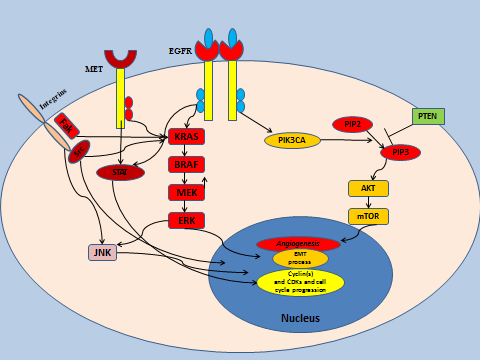 EGFR
MET
Integrins
Fak
Src
PTEN
PIP2
KRAS
PIK3CA
PIP3
BRAF
STAT
MEK
AKT
mTOR
ERK
JNK
Angiogenesis
EMT
process
Cyclin(s)
and CDKs and cell
cycle progression
Nucleus